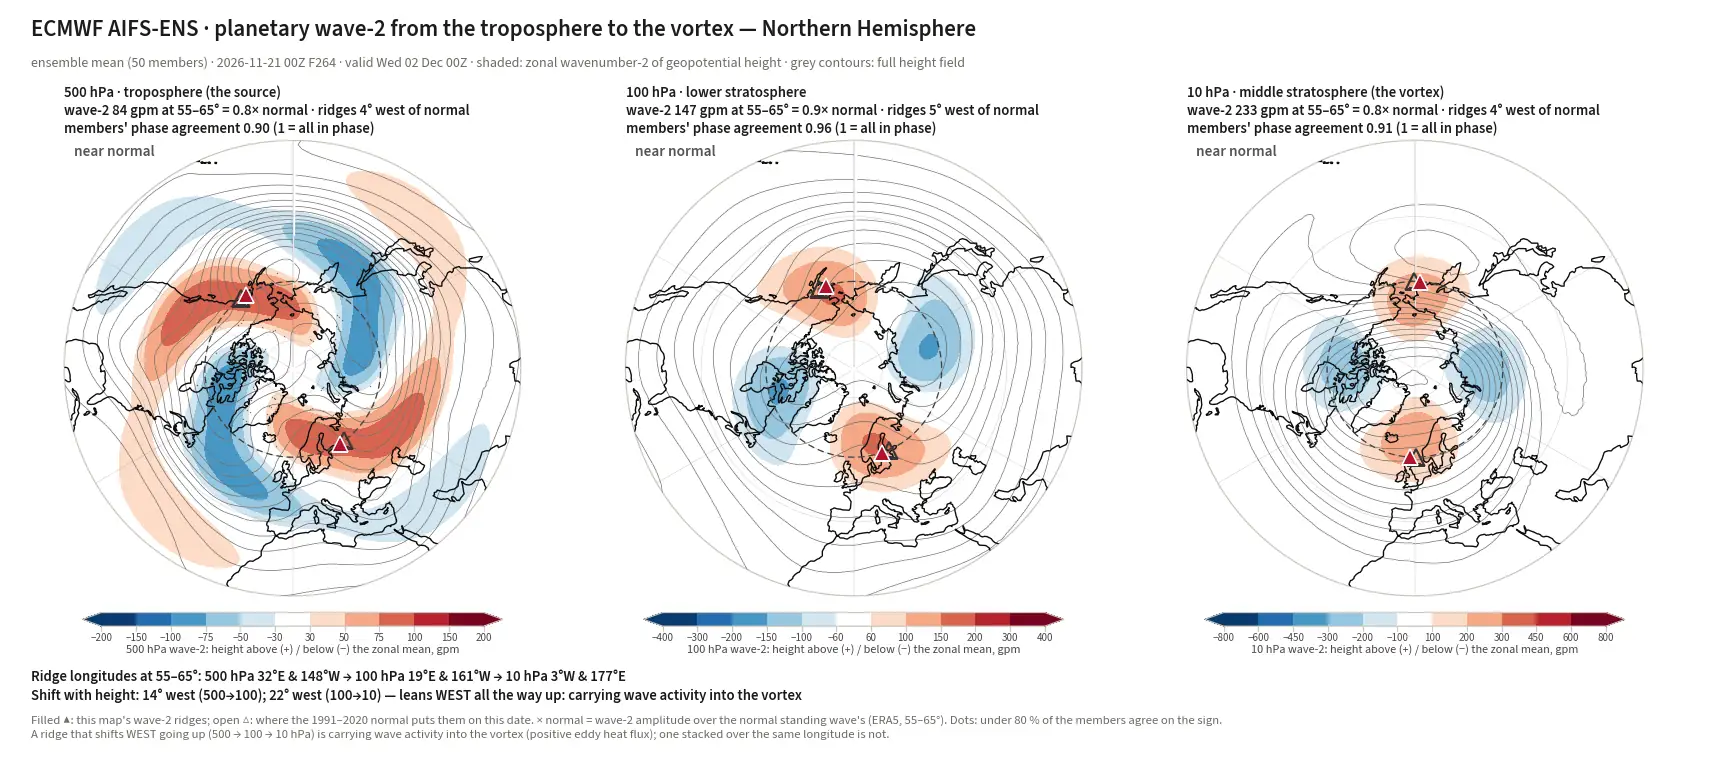 ECMWF AIFS-ENS · planetary wave-2 from the troposphere to the vortex — Northern Hemisphere
ensemble mean (50 members) · 2026-11-21 00Z F264 · valid Wed 02 Dec 00Z · shaded: zonal wavenumber-2 of geopotential height · grey contours: full height field
500 hPa · troposphere (the source)
wave-2 84 gpm at 55–65° = 0.8× normal · ridges 4° west of normal
members' phase agreement 0.90 (1 = all in phase)
near normal
100 hPa · lower stratosphere
wave-2 147 gpm at 55–65° = 0.9× normal · ridges 5° west of normal
members' phase agreement 0.96 (1 = all in phase)
near normal
10 hPa · middle stratosphere (the vortex)
wave-2 233 gpm at 55–65° = 0.8× normal · ridges 4° west of normal
members' phase agreement 0.91 (1 = all in phase)
near normal
−200 −150 −100 −75 −50 −30 30 50 75 100 150 200
500 hPa wave-2: height above (+) / below (−) the zonal mean, gpm
−400 −300 −200 −150 −100 −60 60 100 150 200 300 400
100 hPa wave-2: height above (+) / below (−) the zonal mean, gpm
−800 −600 −450 −300 −200 −100 100 200 300 450 600 800
10 hPa wave-2: height above (+) / below (−) the zonal mean, gpm
Ridge longitudes at 55–65°: 500 hPa 32°E & 148°W → 100 hPa 19°E & 161°W → 10 hPa 3°W & 177°E
Shift with height: 14° west (500→100); 22° west (100→10) — leans WEST all the way up: carrying wave activity into the vortex
Filled ▲: this map's wave-2 ridges; open △: where the 1991–2020 normal puts them on this date. × normal = wave-2 amplitude over the normal standing wave's (ERA5, 55–65°). Dots: under 80 % of the members agree on the sign.
A ridge that shifts WEST going up (500 → 100 → 10 hPa) is carrying wave activity into the vortex (positive eddy heat flux); one stacked over the same longitude is not.